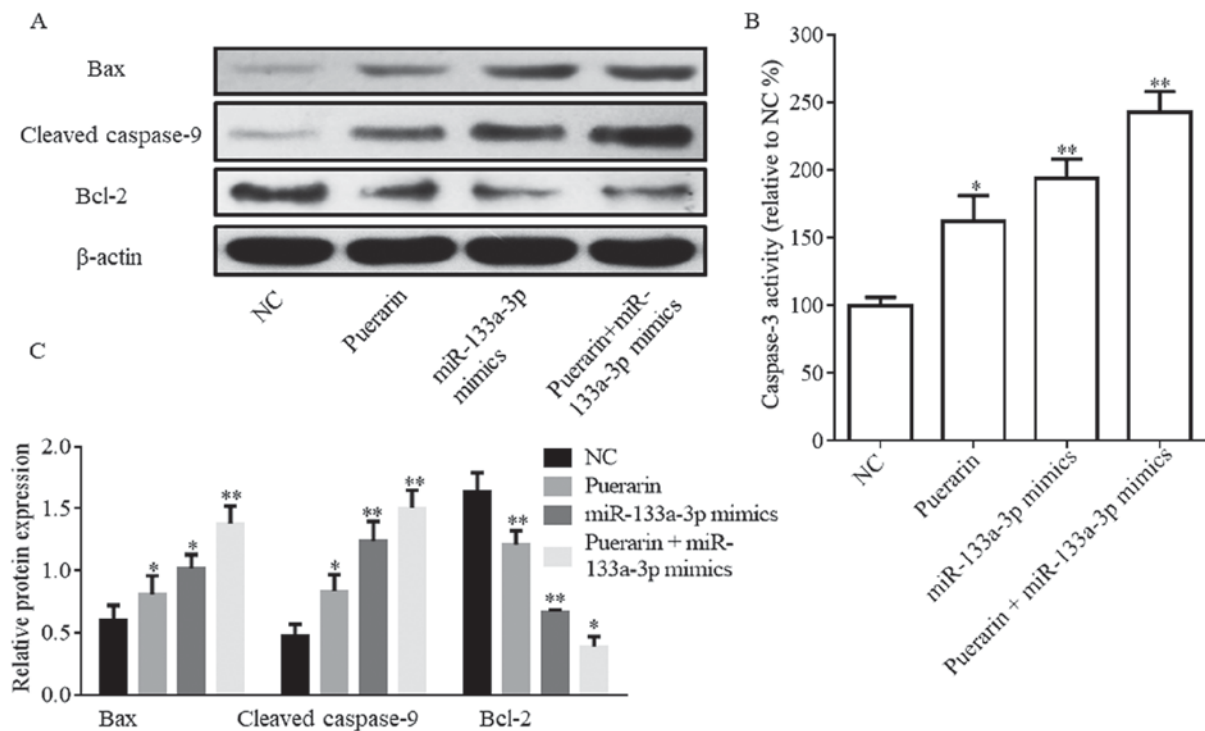 A
Bax
Cleaved caspase-9
Bcl-2
β-actin
NC
Puerarin
miR-133a-3p
mimics
Puerarin+miR-
133a-3p mimics
B
Caspase-3 activity (relative to NC %)
300
250
200
150
100
50
0
*
**
**
NC
Puerarin
miR-133a-3p mimics
Puerarin + miR-133a-3p mimics
C
Relative protein expression
2.0
1.5
1.0
0.5
0.0
NC
Puerarin
miR-133a-3p mimics
Puerarin + miR-
133a-3p mimics
*
*
**
*
**
**
**
**
*
Bax
Cleaved caspase-9
Bcl-2